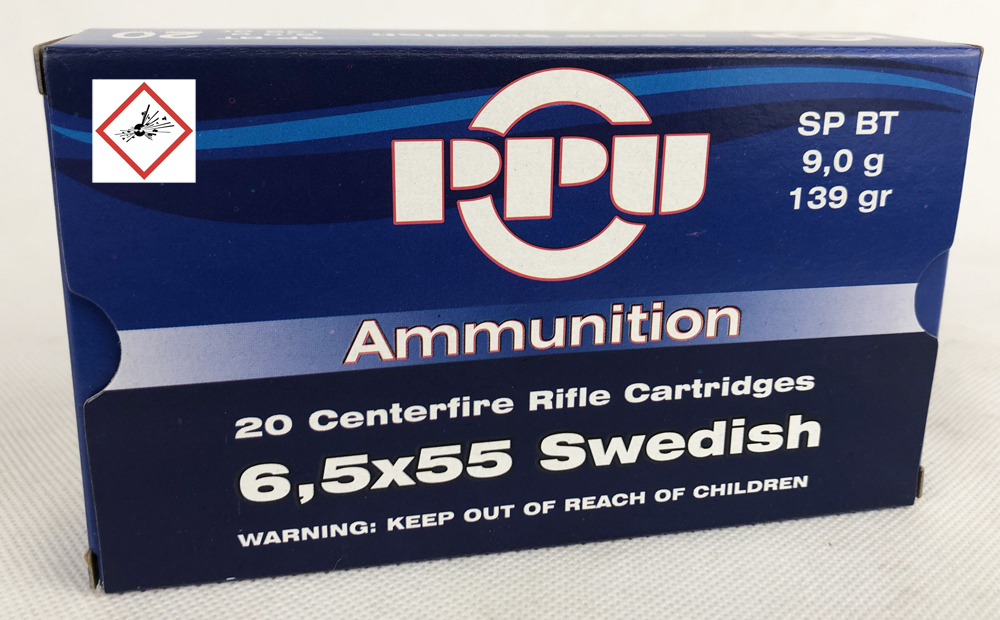 PPU
SP BT
9,0 g
139 gr
Ammunition
20 Centerfire Rifle Cartridges
6,5x55 Swedish
WARNING: KEEP OUT OF REACH OF CHILDREN